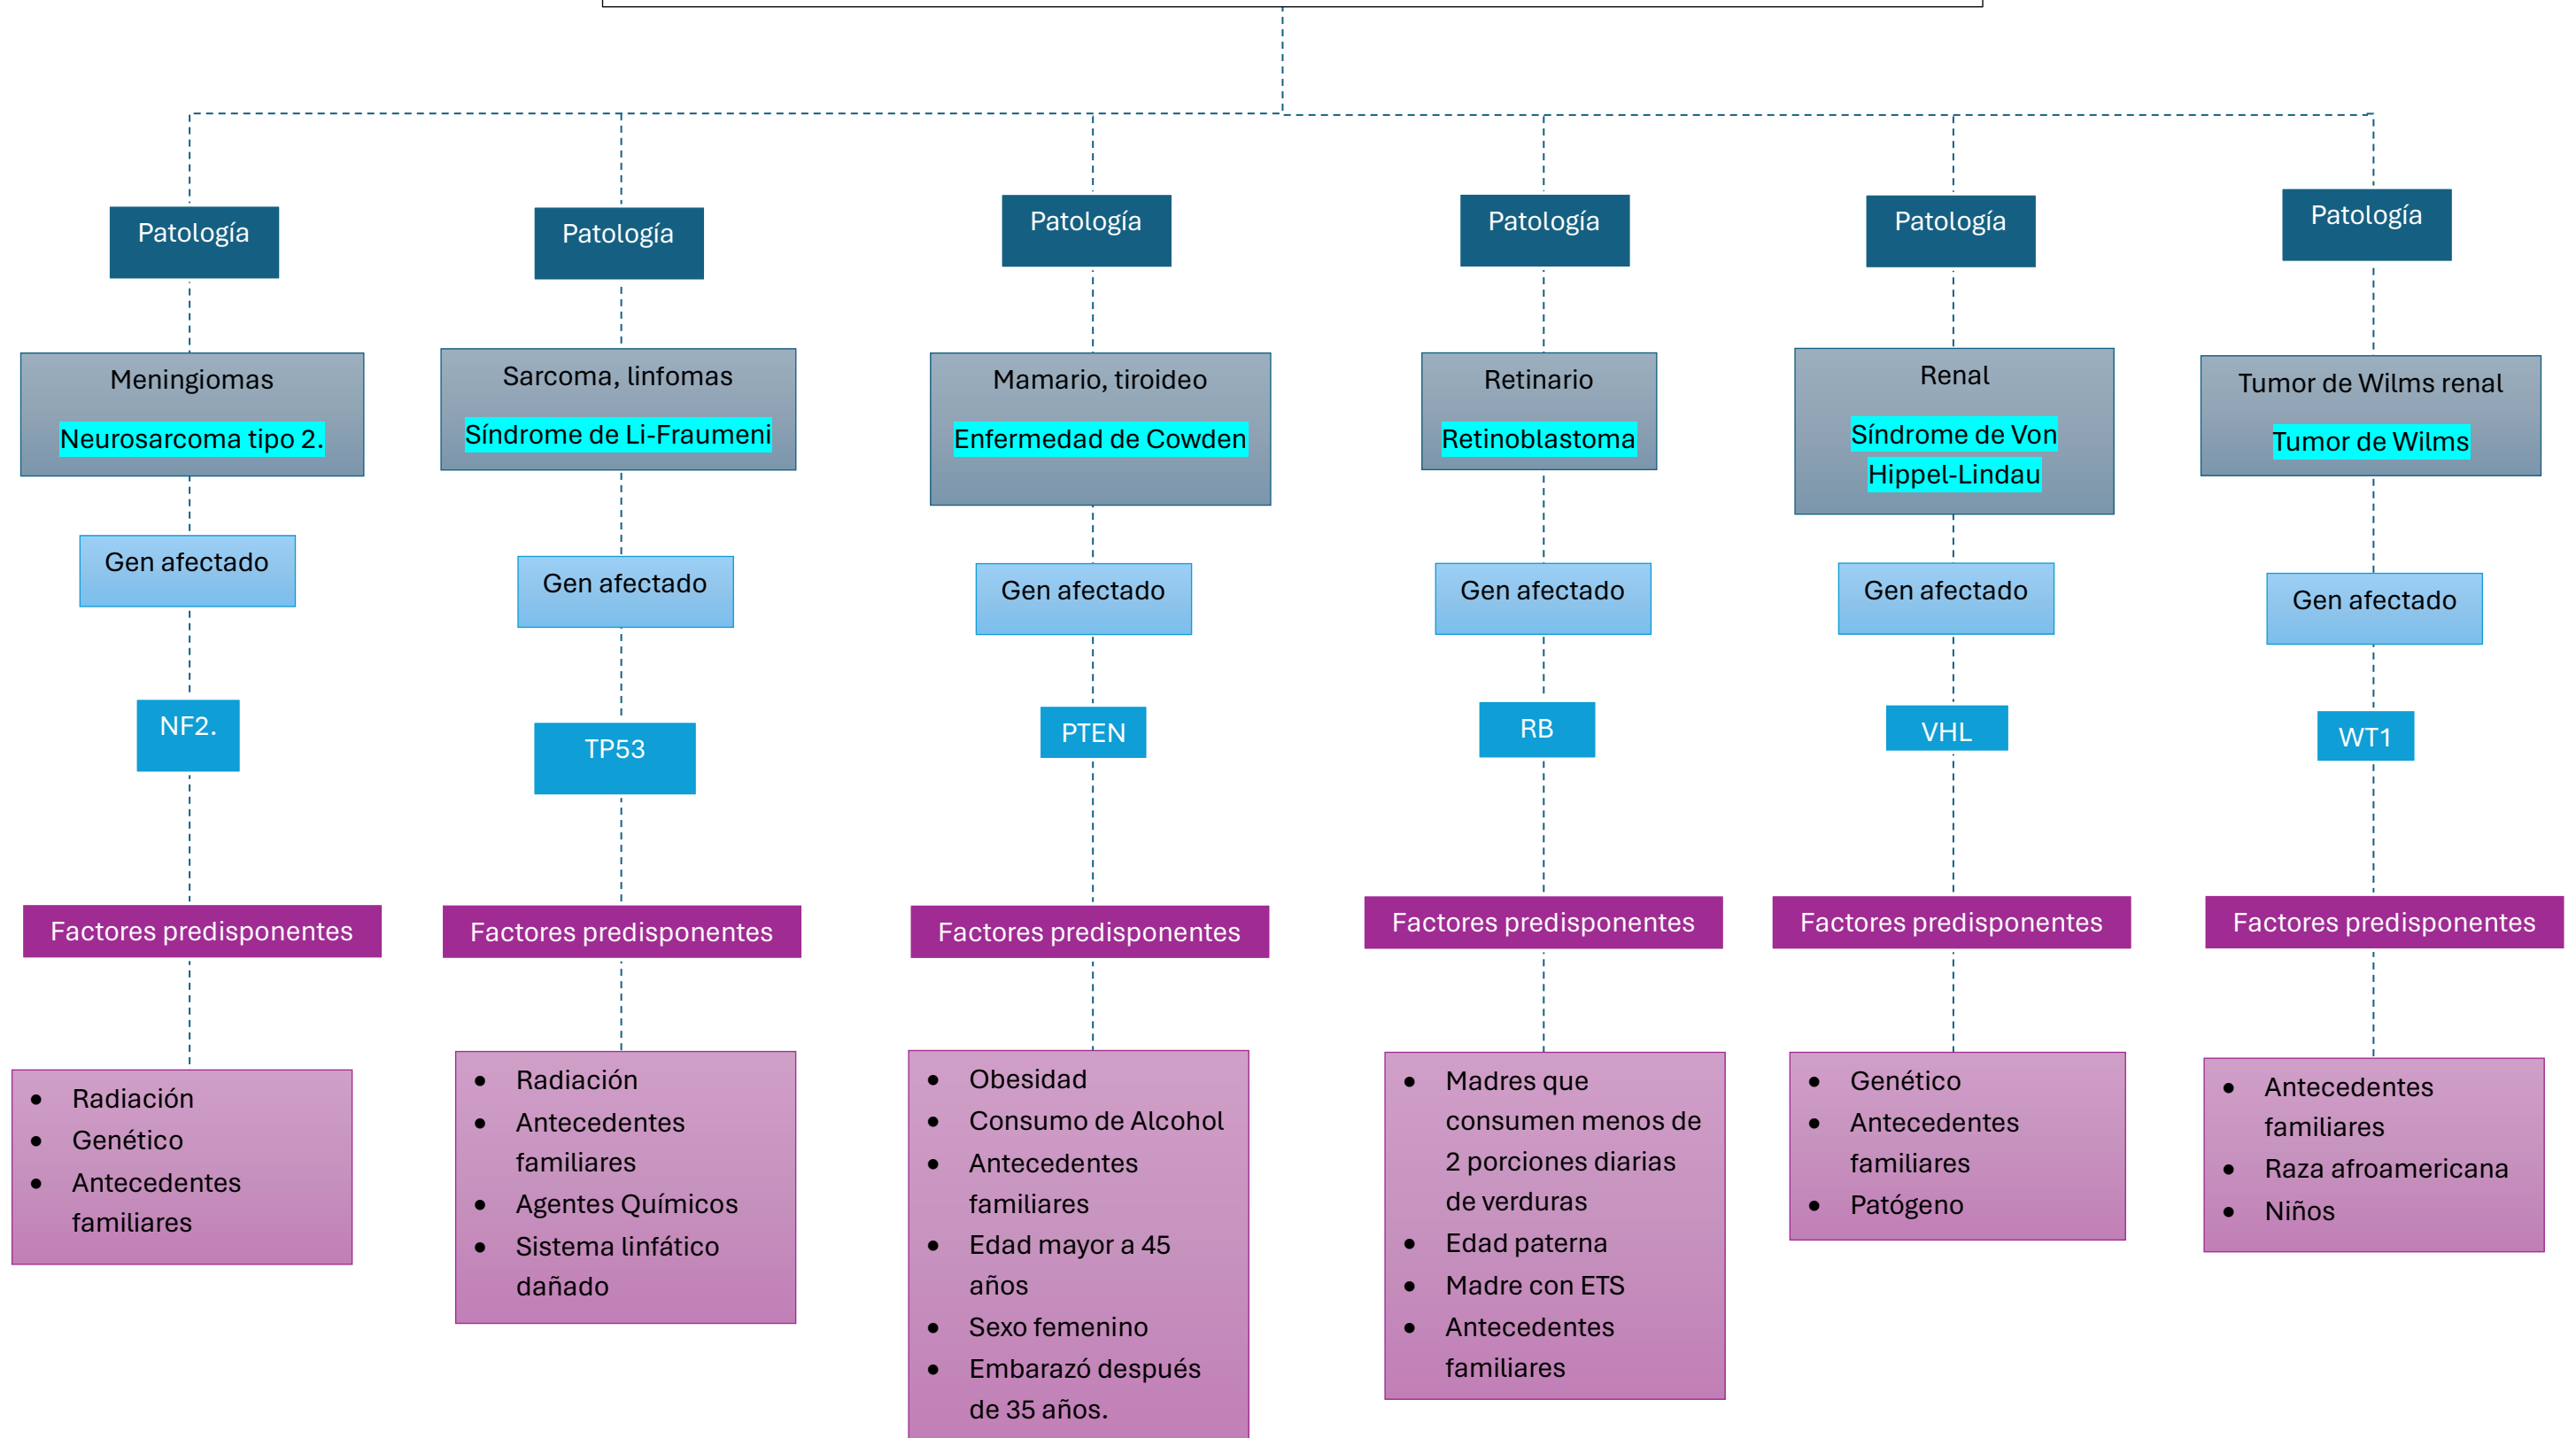 Patología
Meningiomas
Neurosarcoma tipo 2.
Gen afectado
NF2.
Factores predisponentes
• Radiación
• Genético
• Antecedentes
familiares
Patología
Sarcoma, linfomas
Síndrome de Li-Fraumeni
Gen afectado
TP53
Factores predisponentes
• Radiación
• Antecedentes
familiares
• Agentes Químicos
• Sistema linfático
dañado
Patología
Mamario, tiroideo
Enfermedad de Cowden
Gen afectado
PTEN
Factores predisponentes
• Obesidad
• Consumo de Alcohol
• Antecedentes
familiares
• Edad mayor a 45
años
• Sexo femenino
• Embarazó después
de 35 años.
Patología
Retinario
Retinoblastoma
Gen afectado
RB
Factores predisponentes
• Madres que
consumen menos de
2 porciones diarias
de verduras
• Edad paterna
• Madre con ETS
• Antecedentes
familiares
Patología
Renal
Síndrome de Von
Hippel-Lindau
Gen afectado
VHL
Factores predisponentes
• Genético
• Antecedentes
familiares
• Patógeno
Patología
Tumor de Wilms renal
Tumor de Wilms
Gen afectado
WT1
Factores predisponentes
• Antecedentes
familiares
• Raza afroamericana
• Niños